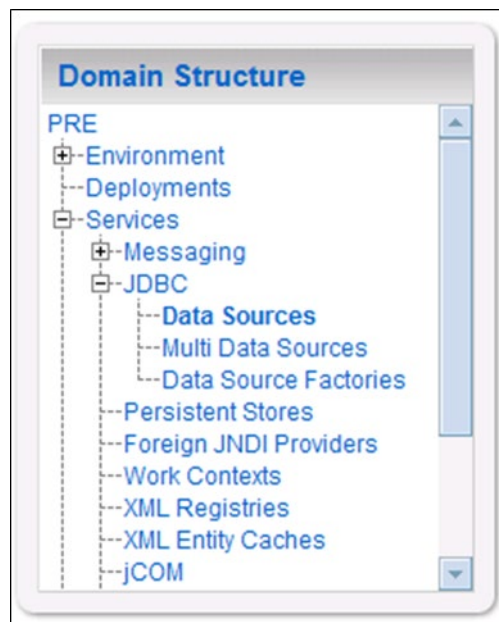 Domain Structure
PRE
Environment
Deployments
Services
Messaging
JDBC
Data Sources
Multi Data Sources
Data Source Factories
Persistent Stores
Foreign JNDI Providers
Work Contexts
XML Registries
XML Entity Caches
jCOM